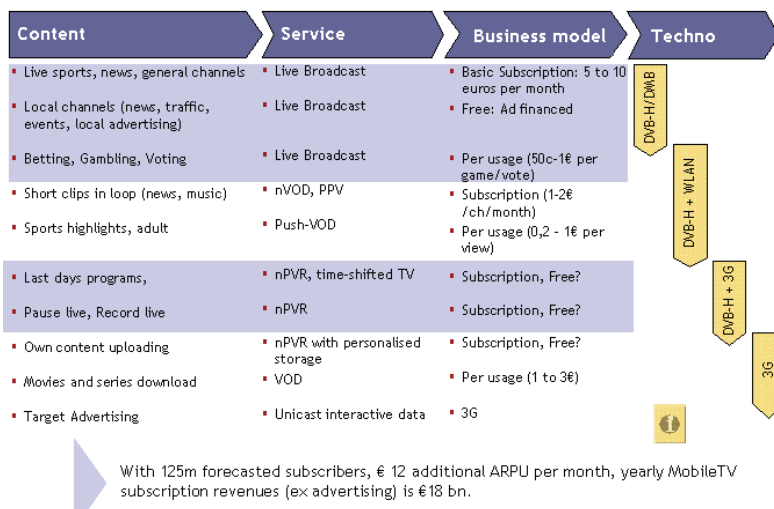 Content Service Business model Techno
▪ Live sports, news, general channels ▪ Live Broadcast ▪ Basic Subscription: 5 to 10
euros per month
▪ Local channels (news, traffic, ▪ Live Broadcast ▪ Free: Ad financed
events, local advertising)
▪ Betting, Gambling, Voting ▪ Live Broadcast ▪ Per usage (50c-1€ per
game/vote)
▪ Short clips in loop (news, music) ▪ nVOD, PPV ▪ Subscription (1-2€
/ch/month)
▪ Sports highlights, adult ▪ Push-VOD ▪ Per usage (0,2 - 1€ per
view)
▪ Last days programs, ▪ nPVR, time-shifted TV ▪ Subscription, Free?
▪ Pause live, Record live ▪ nPVR ▪ Subscription, Free?
▪ Own content uploading ▪ nPVR with personalised ▪ Subscription, Free?
storage
▪ Movies and series download ▪ VOD ▪ Per usage (1 to 3€)
▪ Target Advertising ▪ Unicast interactive data ▪ 3G
DVB-H/DMB
DVB-H + WLAN
DVB-H + 3G
3G
With 125m forecasted subscribers, € 12 additional ARPU per month, yearly MobileTV
subscription revenues (ex advertising) is €18 bn.